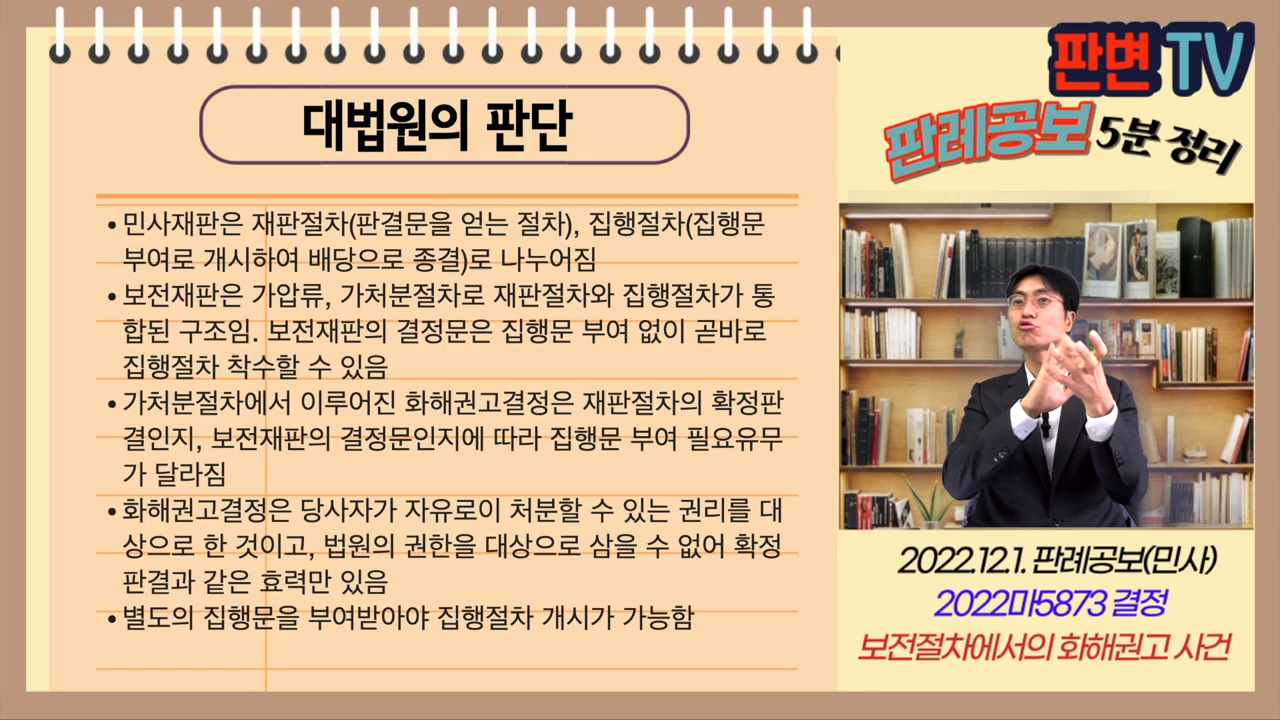 대법원의 판단
• 민사재판은 재판절차(판결문을 얻는 절차), 집행절차(집행문
부여로 개시하여 배당으로 종결)로 나누어짐
• 보전재판은 가압류, 가처분절차로 재판절차와 집행절차가 통
합된 구조임. 보전재판의 결정문은 집행문 부여 없이 곧바로
집행절차 착수할 수 있음
• 가처분절차에서 이루어진 화해권고결정은 재판절차의 확정판
결인지, 보전재판의 결정문인지에 따라 집행문 부여 필요유무
가 달라짐
• 화해권고결정은 당사자가 자유로이 처분할 수 있는 권리를 대
상으로 한 것이고, 법원의 권한을 대상으로 삼을 수 없어 확정
판결과 같은 효력만 있음
• 별도의 집행문을 부여받아야 집행절차 개시가 가능함
판변 TV
판례공보 5분 정리
2022.12.1. 판례공보(민사)
2022마5873 결정
보전절차에서의 화해권고 사건